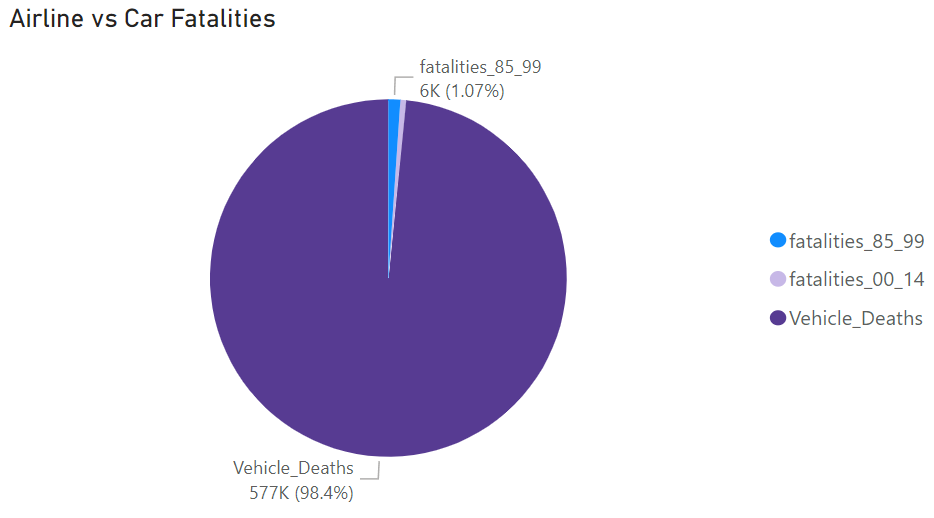 Airline vs Car Fatalities
fatalities_85_99
6K (1.07%)
fatalities_85_99
fatalities_00_14
Vehicle_Deaths
Vehicle_Deaths
577K (98.4%)